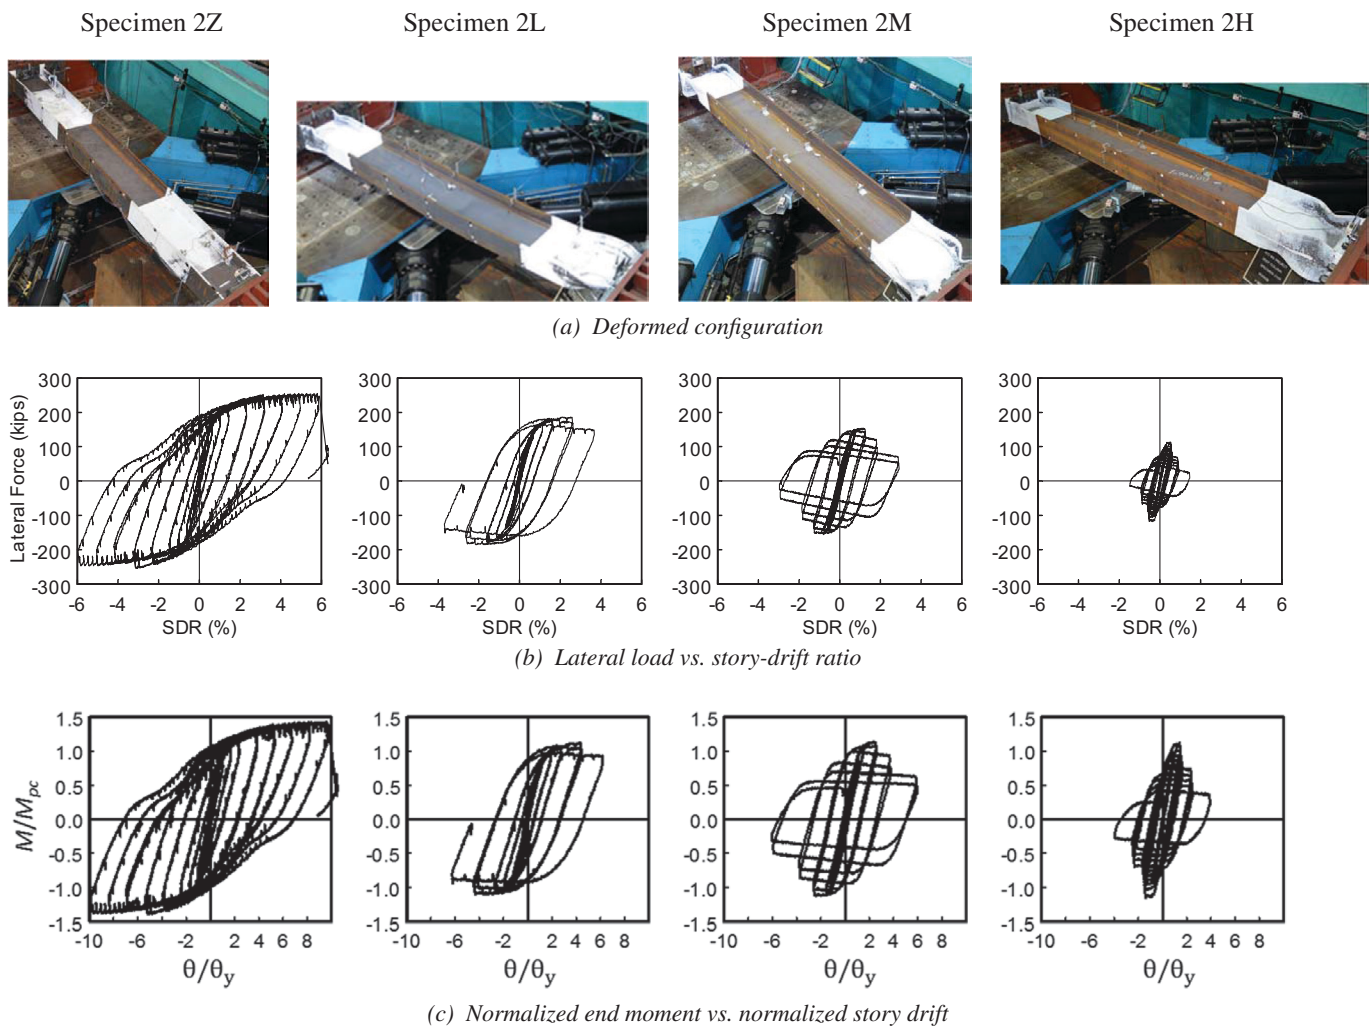 Specimen 2Z Specimen 2L Specimen 2M Specimen 2H
(a) Deformed configuration
300 300 300 300
200 200 200 200
100 100 100 100
0 0 0 0
-100 -100 -100 -100
-200 -200 -200 -200
-300 -300 -300 -300
Lateral Force (kips)
-6 -4 -2 0 2 4 6 -6 -4 -2 0 2 4 6 -6 -4 -2 0 2 4 6 -6 -4 -2 0 2 4 6
SDR (%) SDR (%) SDR (%) SDR (%)
(b) Lateral load vs. story-drift ratio
1.5 1.5 1.5 1.5
1.0 1.0 1.0 1.0
0.5 0.5 0.5 0.5
0.0 0.0 0.0 0.0
-0.5 -0.5 -0.5 -0.5
-1.0 -1.0 -1.0 -1.0
-1.5 -1.5 -1.5 -1.5
M/Mpc
-10 -6 -2 2 4 8 -10 -6 -2 2 4 6 8 -10 -6 -2 2 4 6 8 -10 -6 -2 2 4 6 8
θ/θy θ/θy θ/θy θ/θy
(c) Normalized end moment vs. normalized story drift